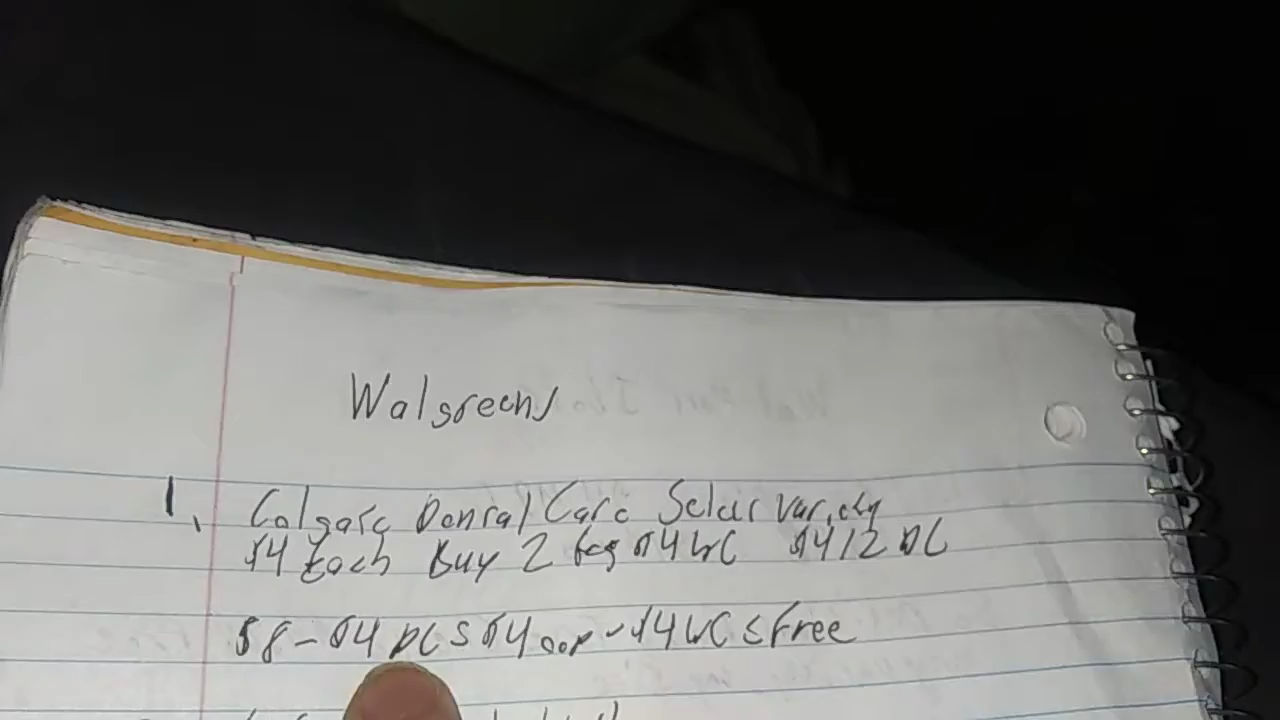 Walgreens
1. Colgate Dental Care Select Variety
$4 Each Buy 2 Get $4 WC $4/2 DC
$8 - $4 DC = $4 OOP - $4 WC = Free